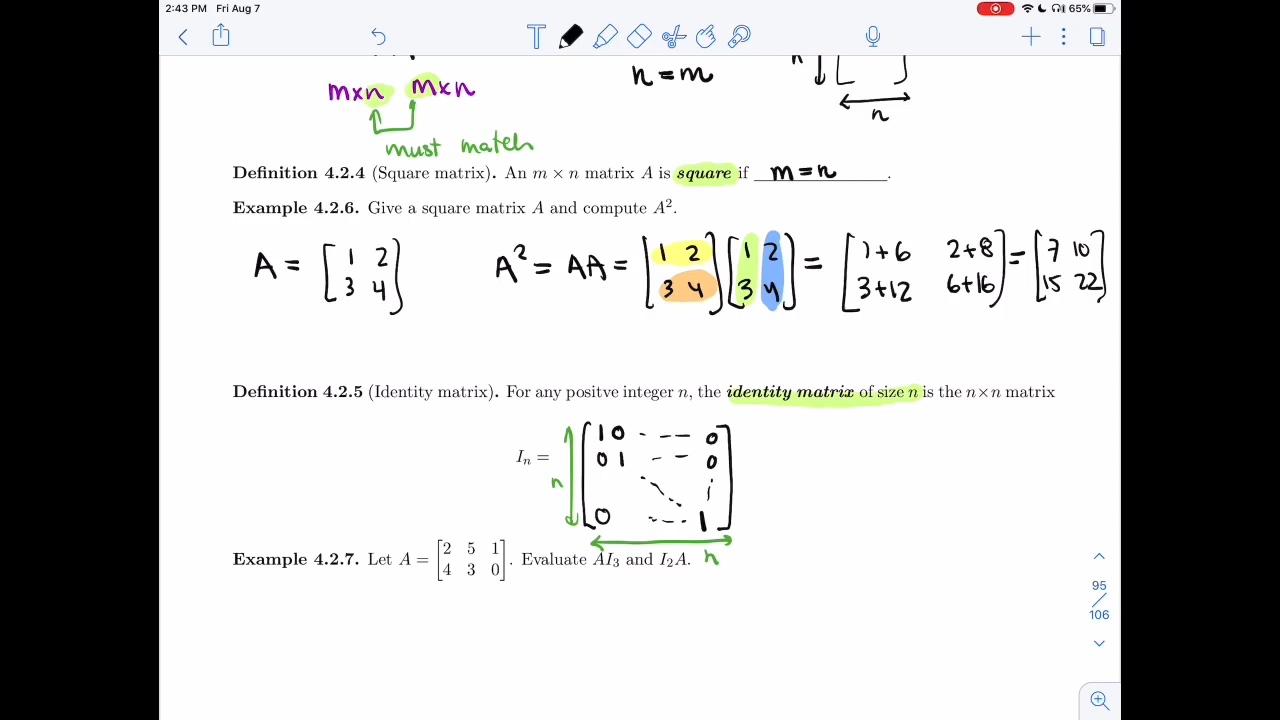 2:43 PM Fri Aug 7 65%
T
m×n m×n n = m n
must match n
Definition 4.2.4 (Square matrix). An m × n matrix A is square if m = n.
Example 4.2.6. Give a square matrix A and compute A².
A = [1 2 3 4] A² = AA = [1 2 3 4] [1 2 3 4] = [1+6 2+8 3+12 6+16] = [7 10 15 22]
Definition 4.2.5 (Identity matrix). For any positve integer n, the identity matrix of size n is the n×n matrix
1 0 - -- 0
Iₙ = n 0 1 - - 0
0 --- 1
Example 4.2.7. Let A = [2 5 1 4 3 0]. Evaluate AI₃ and I₂A. n
95
106